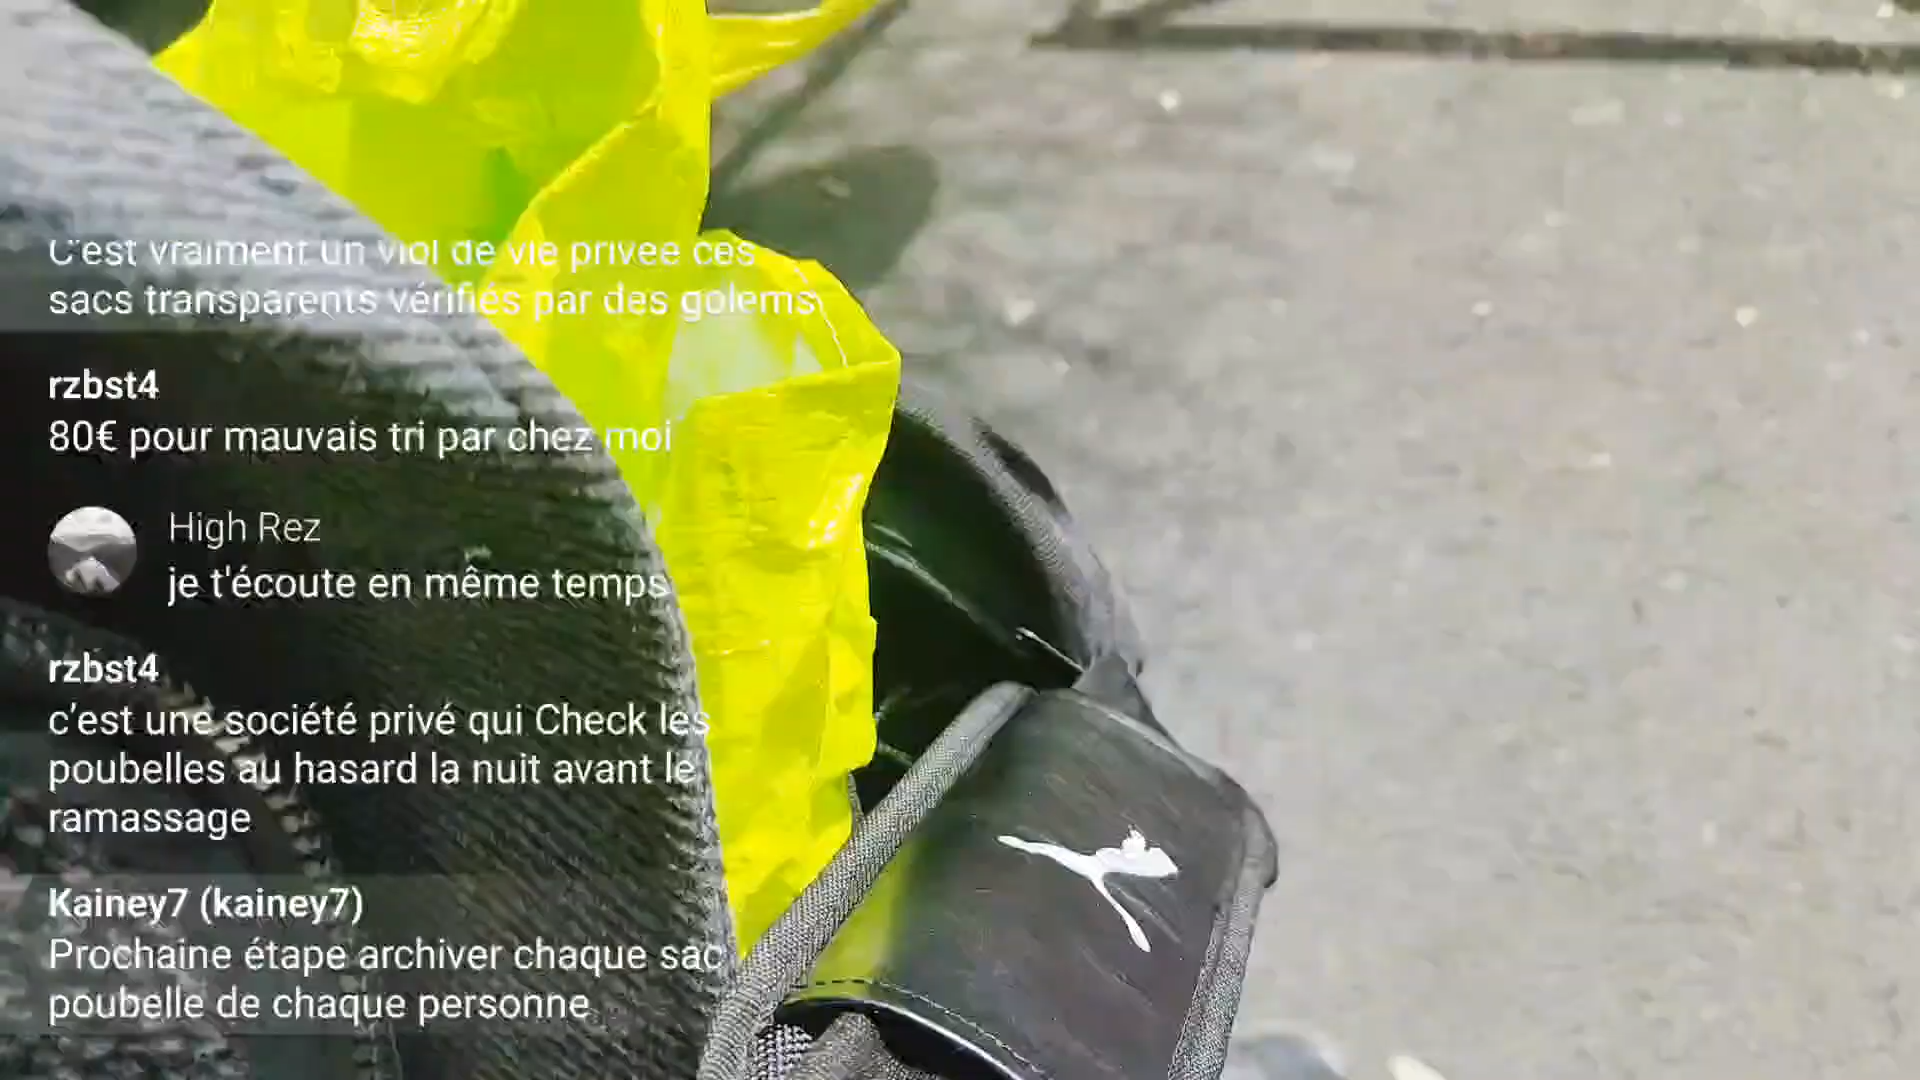 C'est vraiment un viol de vie privée ces
sacs transparents vérifiés par des golems
rzbst4
80€ pour mauvais tri par chez moi
High Rez
je t'écoute en même temps
rzbst4
c'est une société privé qui Check les
poubelles au hasard la nuit avant le
ramassage
Kainey7 (kainey7)
Prochaine étape archiver chaque sac
poubelle de chaque personne